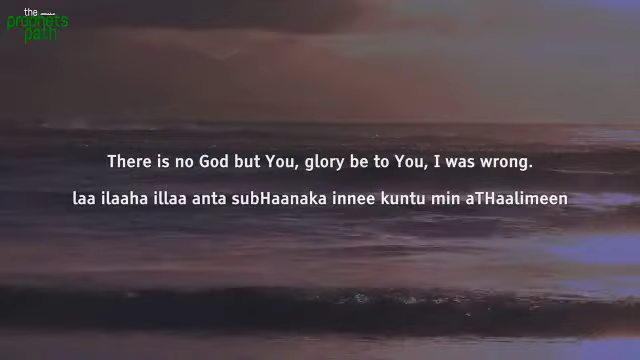 the
prophets
path
There is no God but You, glory be to You, I was wrong.
laa ilaaha illaa anta subHaanaka innee kuntu min aTHaalimeen